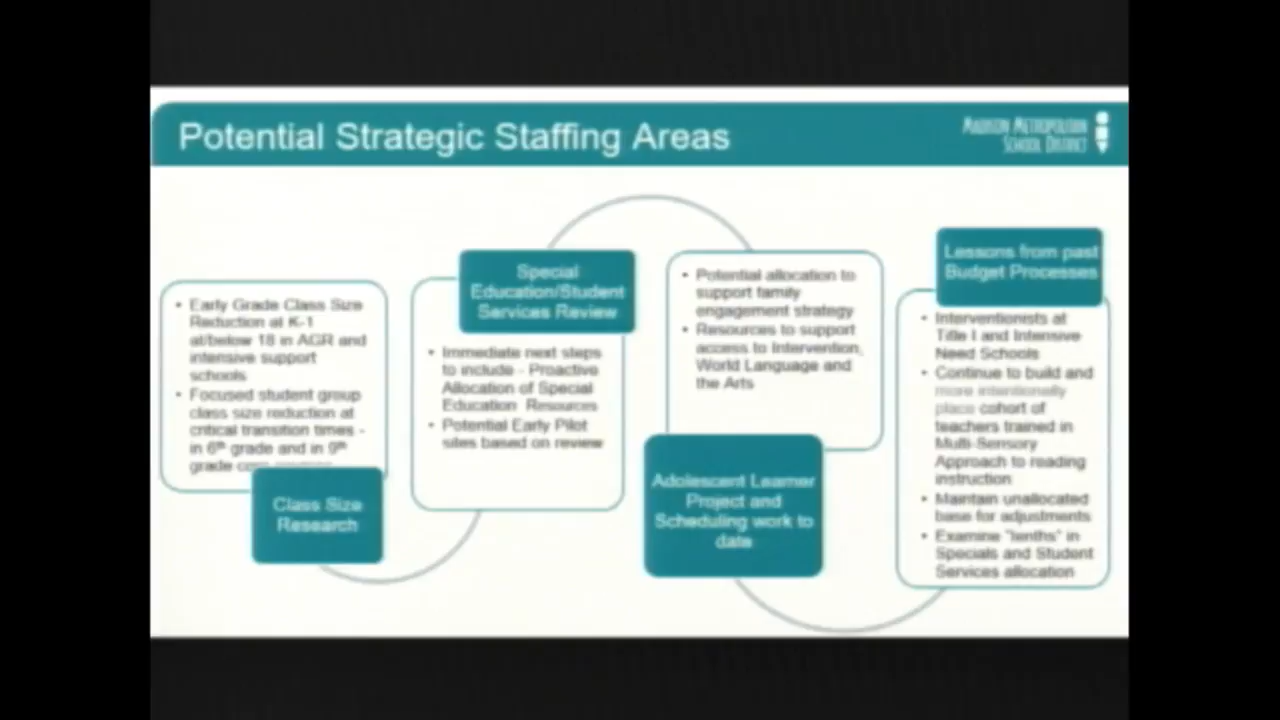 Potential Strategic Staffing Areas
MADISON METROPOLITAN
SCHOOL DISTRICT
• Early Grade Class Size
Reduction at K-1
at/below 18 in AGR and
intensive support
schools
• Focused student group
class size reduction at
critical transition times -
in 6th grade and in 9th
grade core
Class Size
Research
Special
Education/Student
Services Review
• Immediate next steps
to include - Proactive
Allocation of Special
Education Resources
• Potential Early Pilot
sites based on review
• Potential allocation to
support family
engagement strategy
• Resources to support
access to Intervention,
World Language and
the Arts
Adolescent Learner
Project and
Scheduling work to
date
Lessons from past
Budget Processes
• Interventionists at
Title I and Intensive
Need Schools
• Continue to build and
more intentionally
place cohort of
teachers trained in
Multi-Sensory
Approach to reading
instruction
• Maintain unallocated
base for adjustments
• Examine "tenths" in
Specials and Student
Services allocation